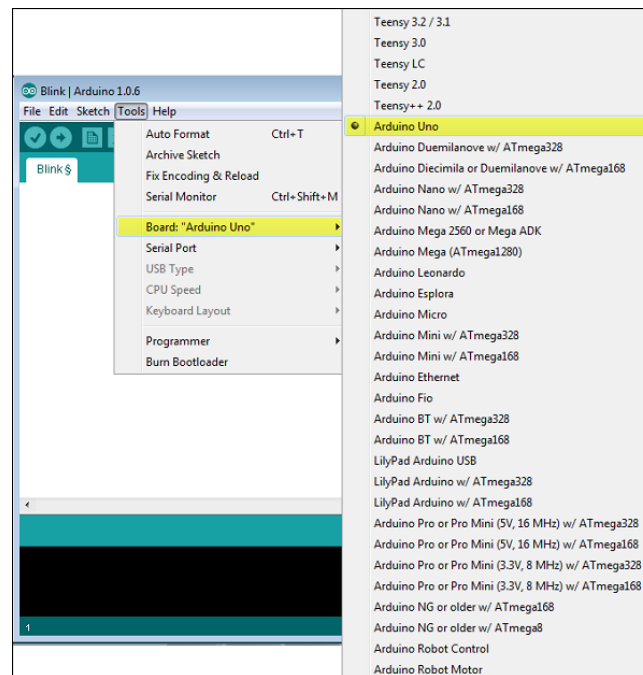 Blink | Arduino 1.0.6
File Edit Sketch Tools Help
Blink §
Auto Format Ctrl+T
Archive Sketch
Fix Encoding & Reload
Serial Monitor Ctrl+Shift+M
Board: "Arduino Uno"
Serial Port
USB Type
CPU Speed
Keyboard Layout
Programmer
Burn Bootloader
1
Teensy 3.2 / 3.1
Teensy 3.0
Teensy LC
Teensy 2.0
Teensy++ 2.0
Arduino Uno
Arduino Duemilanove w/ ATmega328
Arduino Diecimila or Duemilanove w/ ATmega168
Arduino Nano w/ ATmega328
Arduino Nano w/ ATmega168
Arduino Mega 2560 or Mega ADK
Arduino Mega (ATmega1280)
Arduino Leonardo
Arduino Esplora
Arduino Micro
Arduino Mini w/ ATmega328
Arduino Mini w/ ATmega168
Arduino Ethernet
Arduino Fio
Arduino BT w/ ATmega328
Arduino BT w/ ATmega168
LilyPad Arduino USB
LilyPad Arduino w/ ATmega328
LilyPad Arduino w/ ATmega168
Arduino Pro or Pro Mini (5V, 16 MHz) w/ ATmega328
Arduino Pro or Pro Mini (5V, 16 MHz) w/ ATmega168
Arduino Pro or Pro Mini (3.3V, 8 MHz) w/ ATmega328
Arduino Pro or Pro Mini (3.3V, 8 MHz) w/ ATmega168
Arduino NG or older w/ ATmega168
Arduino NG or older w/ ATmega8
Arduino Robot Control
Arduino Robot Motor